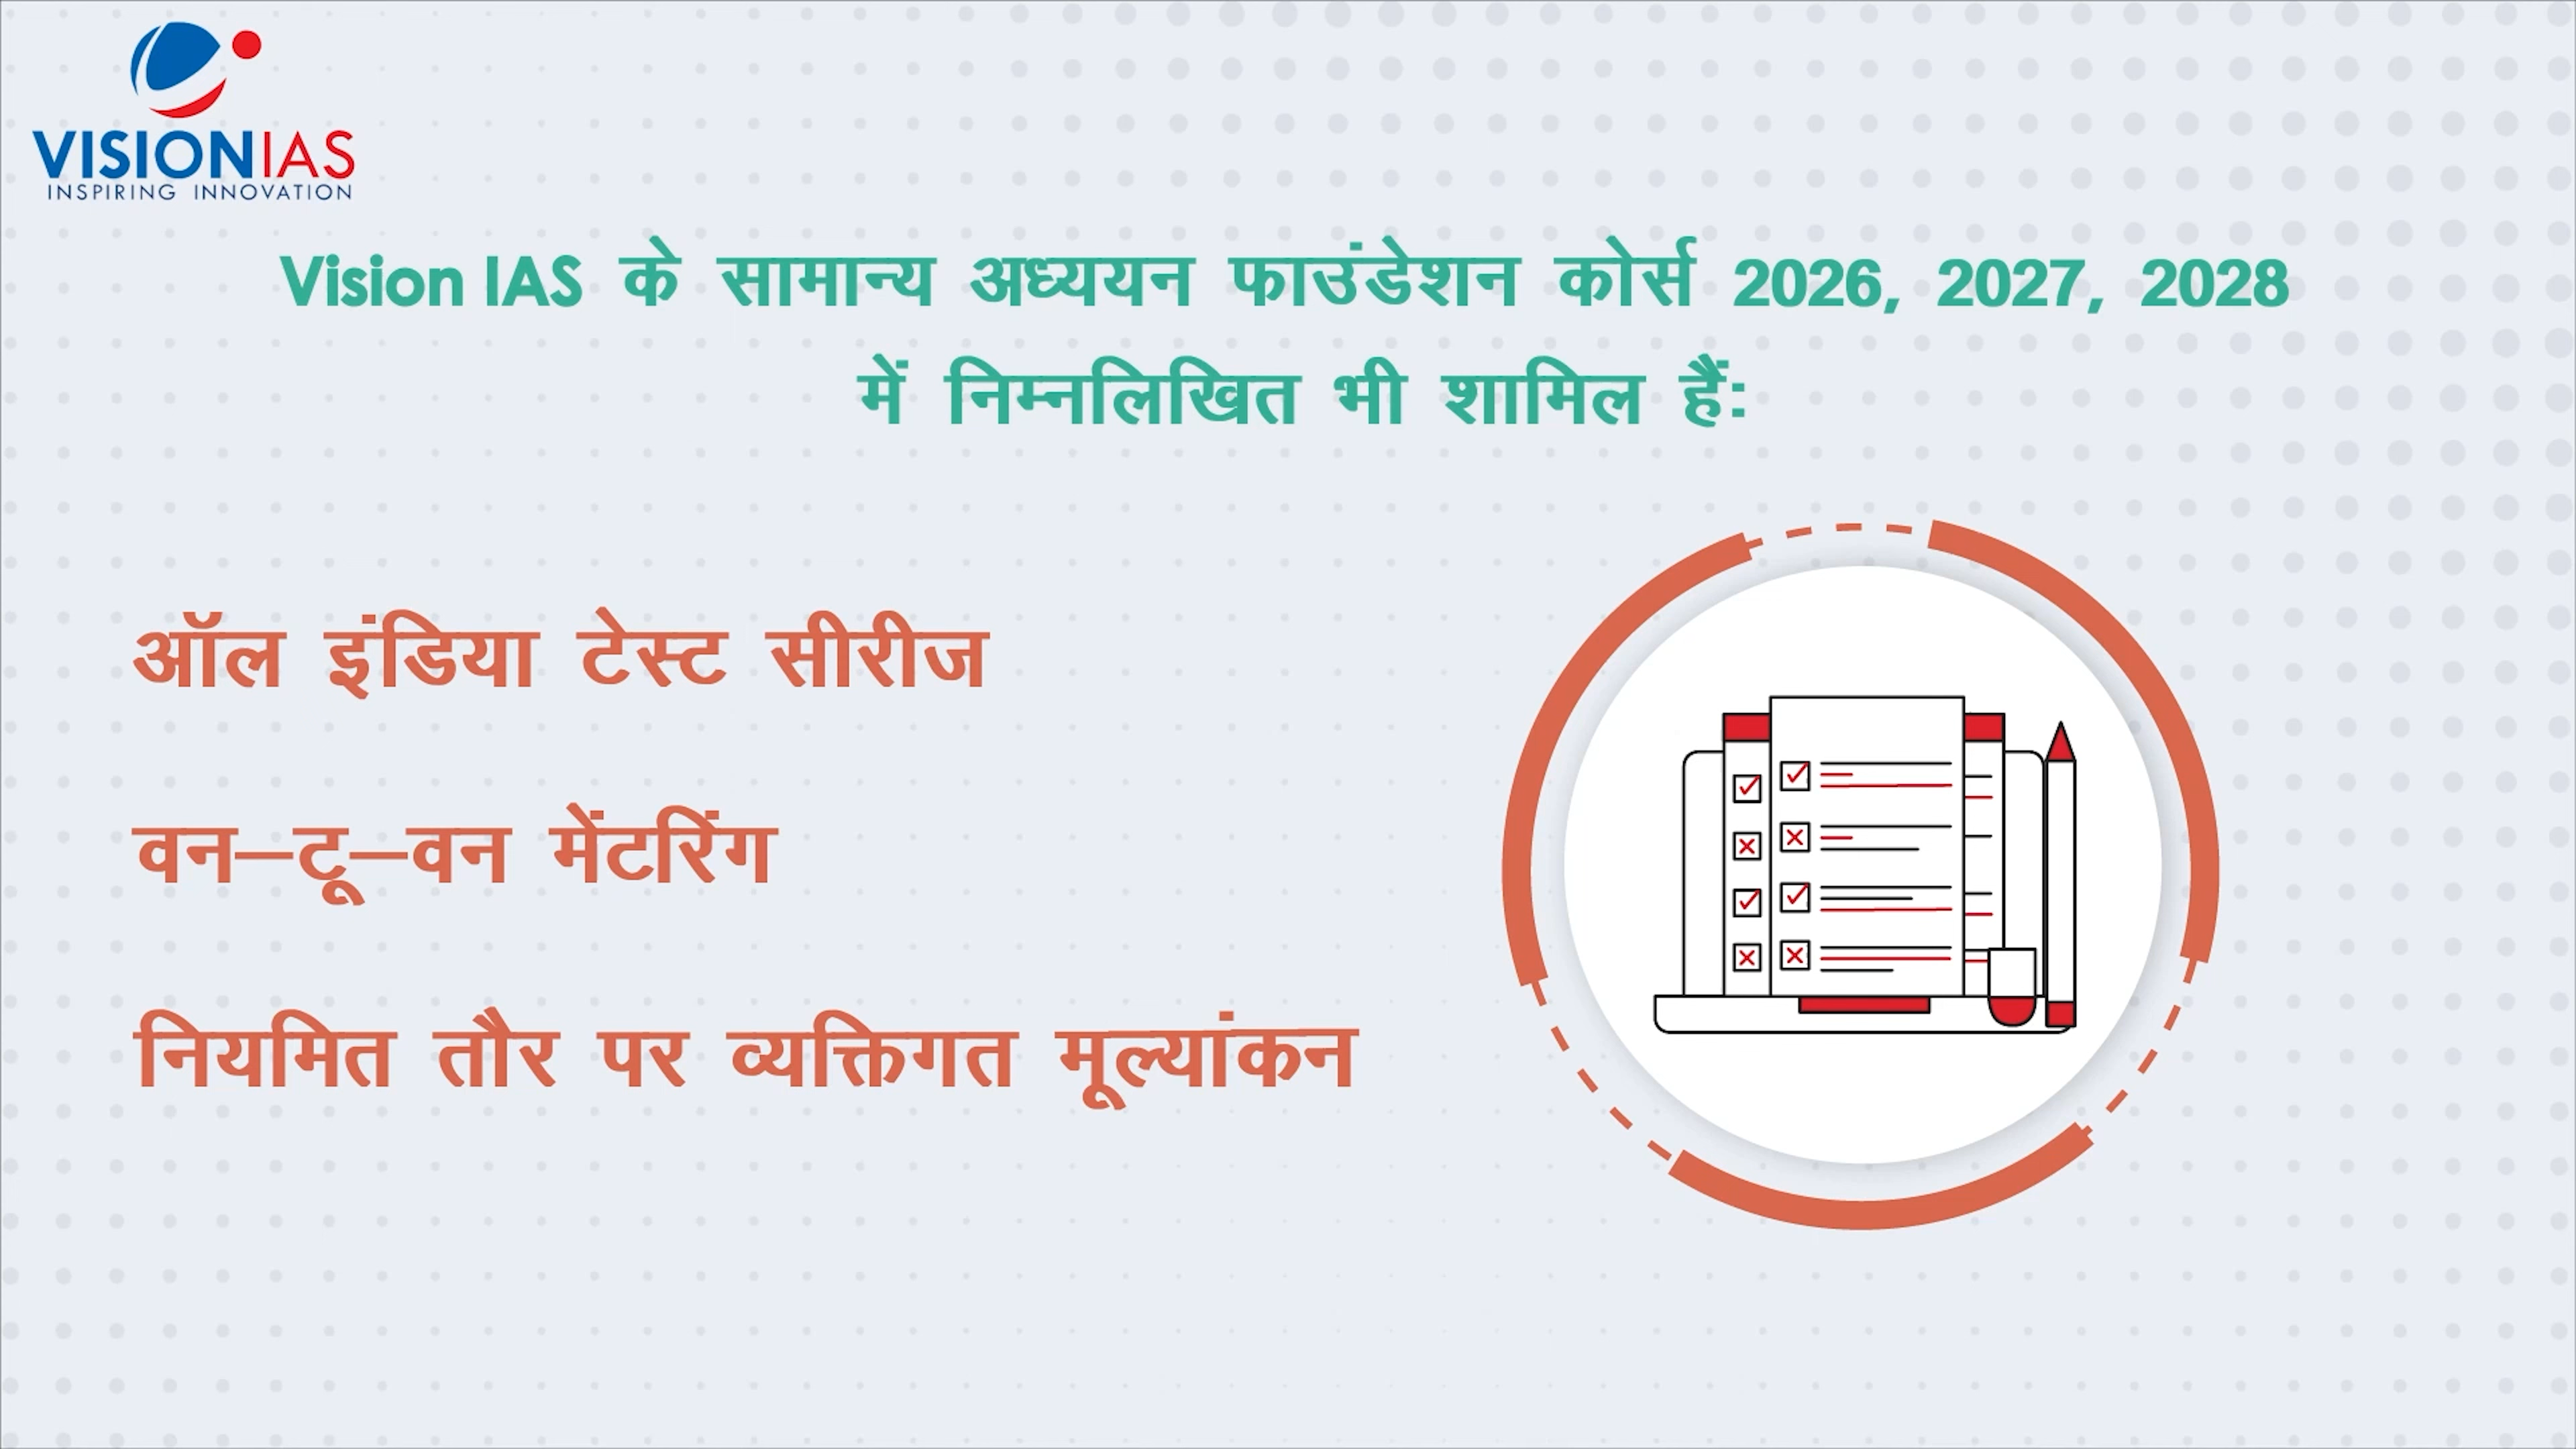 VISIONIAS
INSPIRING INNOVATION
Vision IAS के सामान्य अध्ययन फाउंडेशन कोर्स 2026, 2027, 2028
में निम्नलिखित भी शामिल हैं:
ऑल इंडिया टेस्ट सीरीज
वन–टू–वन मेंटरिंग
नियमित तौर पर व्यक्तिगत मूल्यांकन